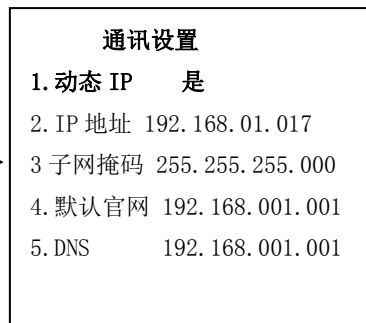 通讯设置
1.动态 IP 是
2.IP 地址 192.168.01.017
3 子网掩码 255.255.255.000
4.默认官网 192.168.001.001
5.DNS 192.168.001.001